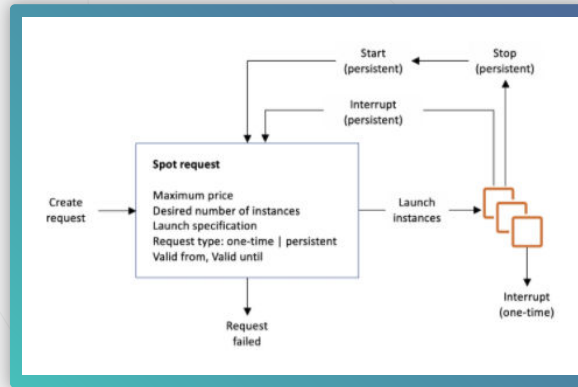 Start
(persistent)
Stop
(persistent)
Interrupt
(persistent)
Spot request
Maximum price
Desired number of instances
Launch specification
Request type: one-time | persistent
Valid from, Valid until
Create
request
Launch
instances
Interrupt
(one-time)
Request
failed